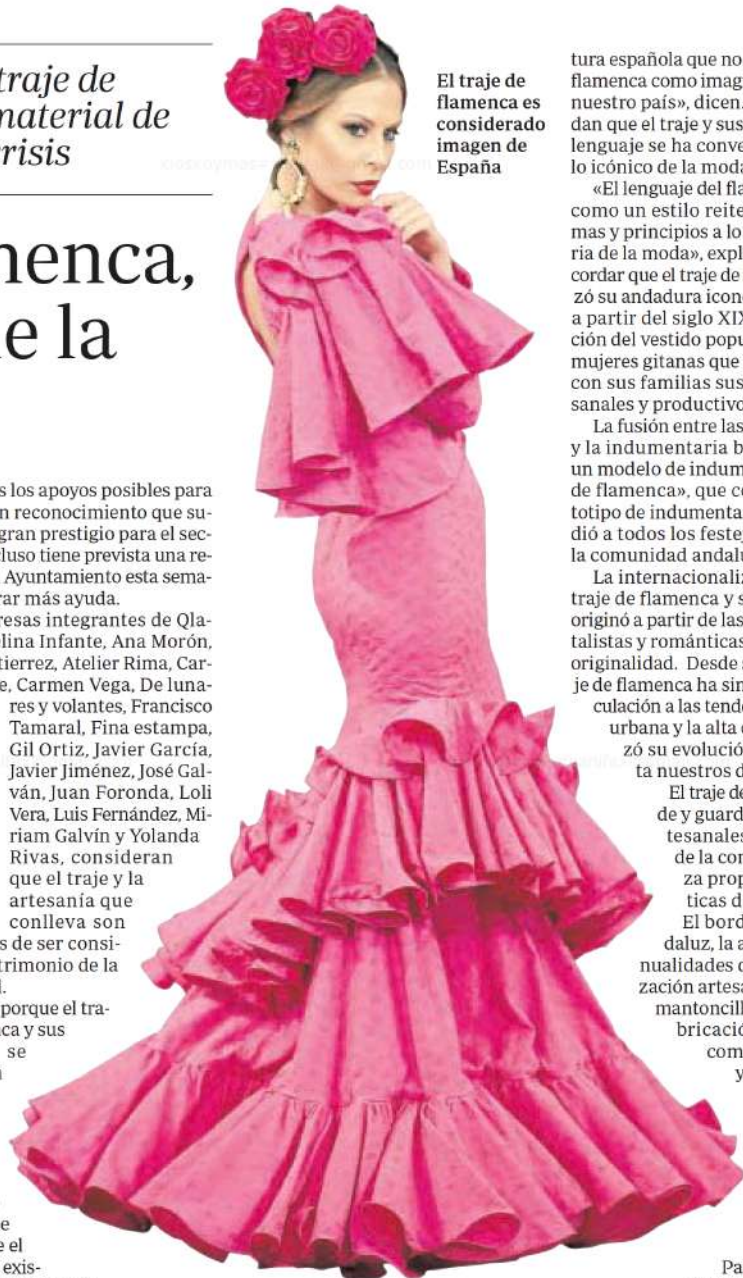 traje de
material de
crisis
menca,
e la
s los apoyos posibles para
n reconocimiento que su-
gran prestigio para el sec-
cluso tiene prevista una re-
Ayuntamiento esta sema-
rar más ayuda.
resas integrantes de Qla-
elina Infante, Ana Morón,
tierrez, Atelier Rima, Car-
e, Carmen Vega, De luna-
res y volantes, Francisco
Tamaral, Fina estampa,
Gil Ortiz, Javier García,
Javier Jiménez, José Gal-
ván, Juan Foronda, Loli
Vera, Luis Fernández, Mi-
riam Galvín y Yolanda
Rivas, consideran
que el traje y la
artesanía que
conlleva son
s de ser consi-
trimonio de la
l.
porque el tra-
nca y sus
se
e
e el
exis-
El traje de
flamenca es
considerado
imagen de
España
tura española que no
flamenca como imag
nuestro país», dicen.
dan que el traje y sus
lenguaje se ha conve
lo icónico de la moda
«El lenguaje del fla
como un estilo reite
mas y principios a lo
ria de la moda», expl
cordar que el traje de
zó su andadura icon
a partir del siglo XIX
ción del vestido popu
mujeres gitanas que
con sus familias sus
sanales y productivo
La fusión entre las
y la indumentaria b
un modelo de indum
de flamenca», que co
totipo de indumenta
dió a todos los festej
la comunidad andalu
La internacionaliz
traje de flamenca y s
originó a partir de las
talistas y románticas
originalidad. Desde s
je de flamenca ha sin
culación a las tende
urbana y la alta
zó su evolución
ta nuestros d
El traje de
de y guard
tesanales
de la con
za prop
ticas d
El bord
daluz, la a
nualidades d
zación artesa
mantoncill
bricació
com
y
Pa